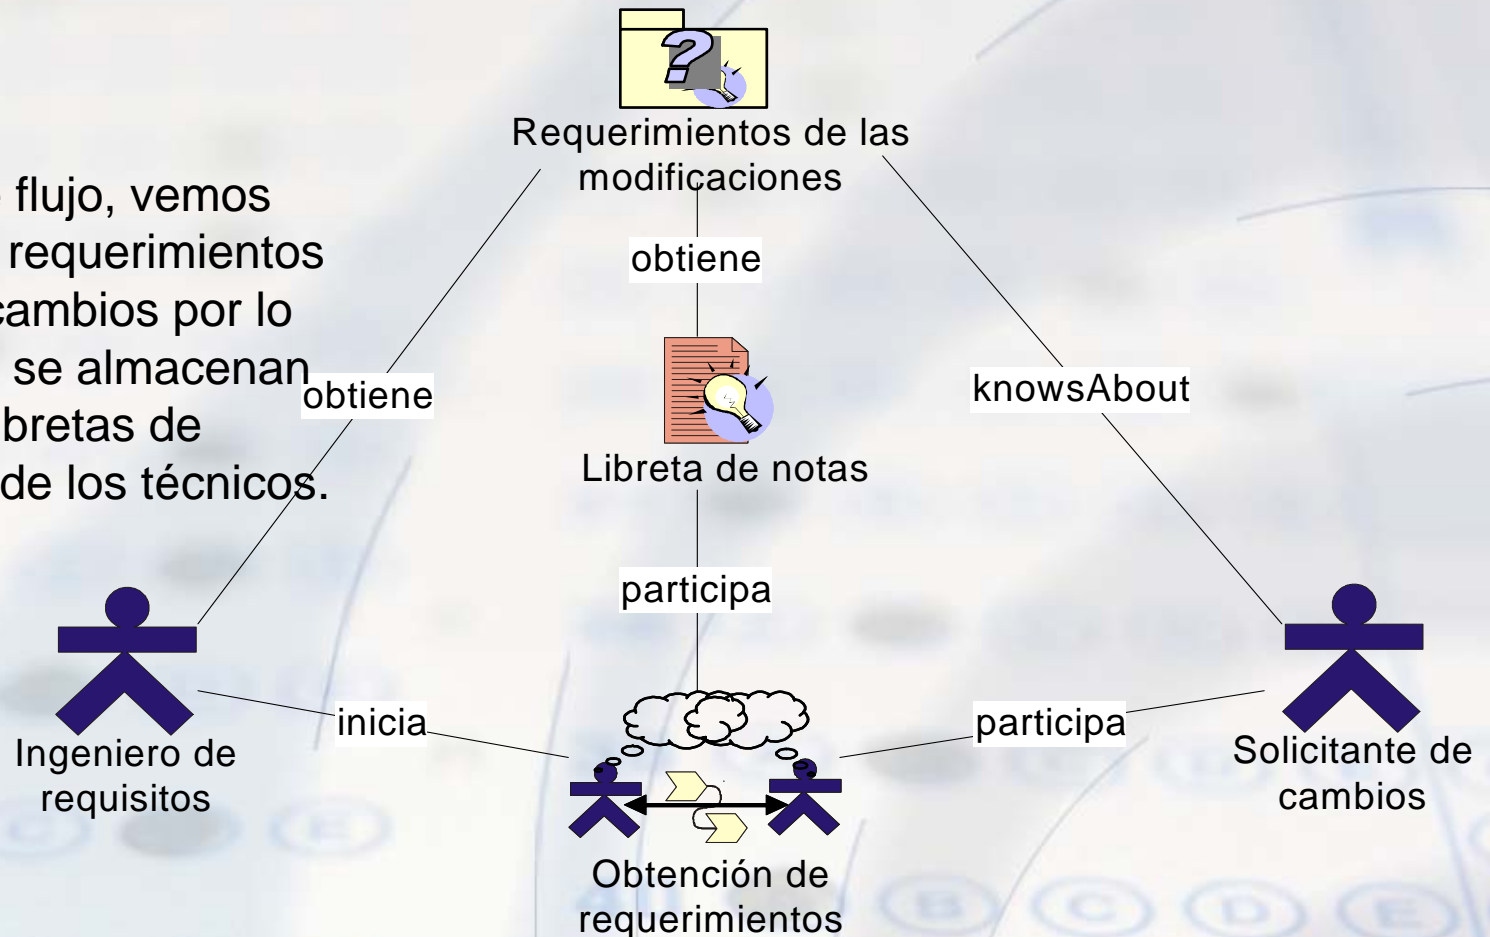 Requerimientos de las
modificaciones
flujo, vemos
requerimientos
cambios por lo
se almacenan
bretas de
de los técnicos.
obtiene
obtiene
knowsAbout
Libreta de notas
participa
inicia
participa
Ingeniero de
requisitos
Solicitante de
cambios
Obtención de
requerimientos
B C D E
C E